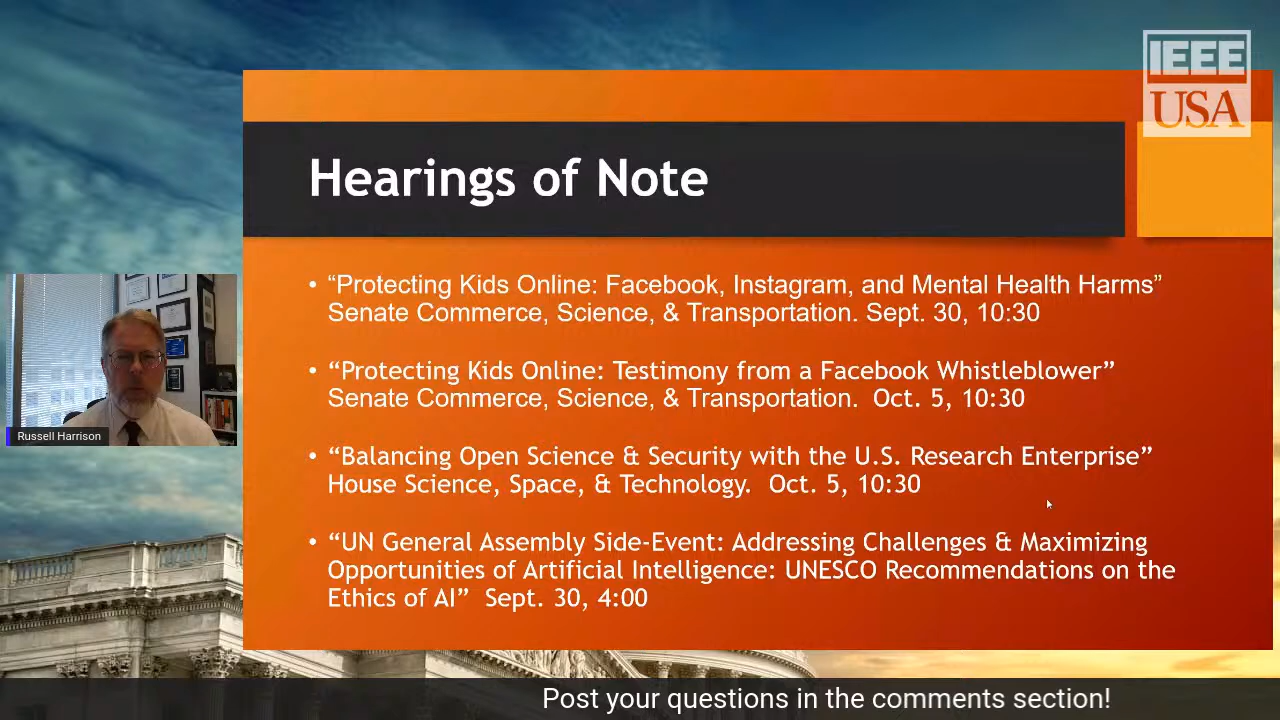 IEEE
USA
Hearings of Note
• “Protecting Kids Online: Facebook, Instagram, and Mental Health Harms”
Senate Commerce, Science, & Transportation. Sept. 30, 10:30
• “Protecting Kids Online: Testimony from a Facebook Whistleblower”
Senate Commerce, Science, & Transportation. Oct. 5, 10:30
• “Balancing Open Science & Security with the U.S. Research Enterprise”
House Science, Space, & Technology. Oct. 5, 10:30
• “UN General Assembly Side-Event: Addressing Challenges & Maximizing
Opportunities of Artificial Intelligence: UNESCO Recommendations on the
Ethics of AI” Sept. 30, 4:00
Russell Harrison
Post your questions in the comments section!